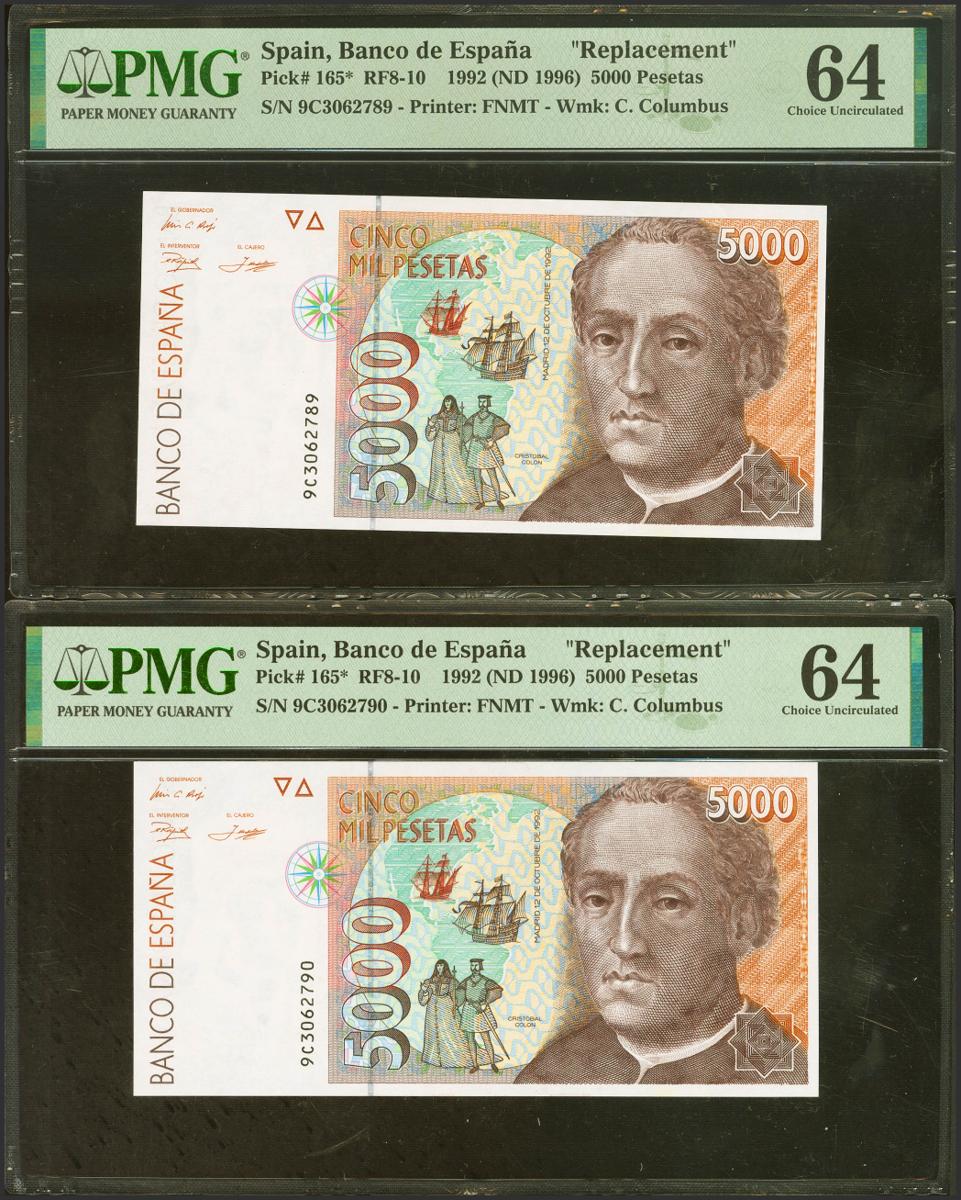 PMG®
PAPER MONEY GUARANTY
Spain, Banco de España "Replacement"
Pick# 165* RF8-10 1992 (ND 1996) 5000 Pesetas
S/N 9C3062789 - Printer: FNMT - Wmk: C. Columbus
64
Choice Uncirculated
EL GOBERNADOR
EL INTERVENTOR
EL CAJERO
BANCO DE ESPAÑA
9C3062789
CINCO
MIL PESETAS
5000
5000
MADRID 12 DE OCTUBRE DE 1992
CRISTOBAL
COLON
PMG®
PAPER MONEY GUARANTY
Spain, Banco de España "Replacement"
Pick# 165* RF8-10 1992 (ND 1996) 5000 Pesetas
S/N 9C3062790 - Printer: FNMT - Wmk: C. Columbus
64
Choice Uncirculated
EL GOBERNADOR
EL INTERVENTOR
EL CAJERO
BANCO DE ESPAÑA
9C3062790
CINCO
MIL PESETAS
5000
5000
MADRID 12 DE OCTUBRE DE 1992
CRISTOBAL
COLON